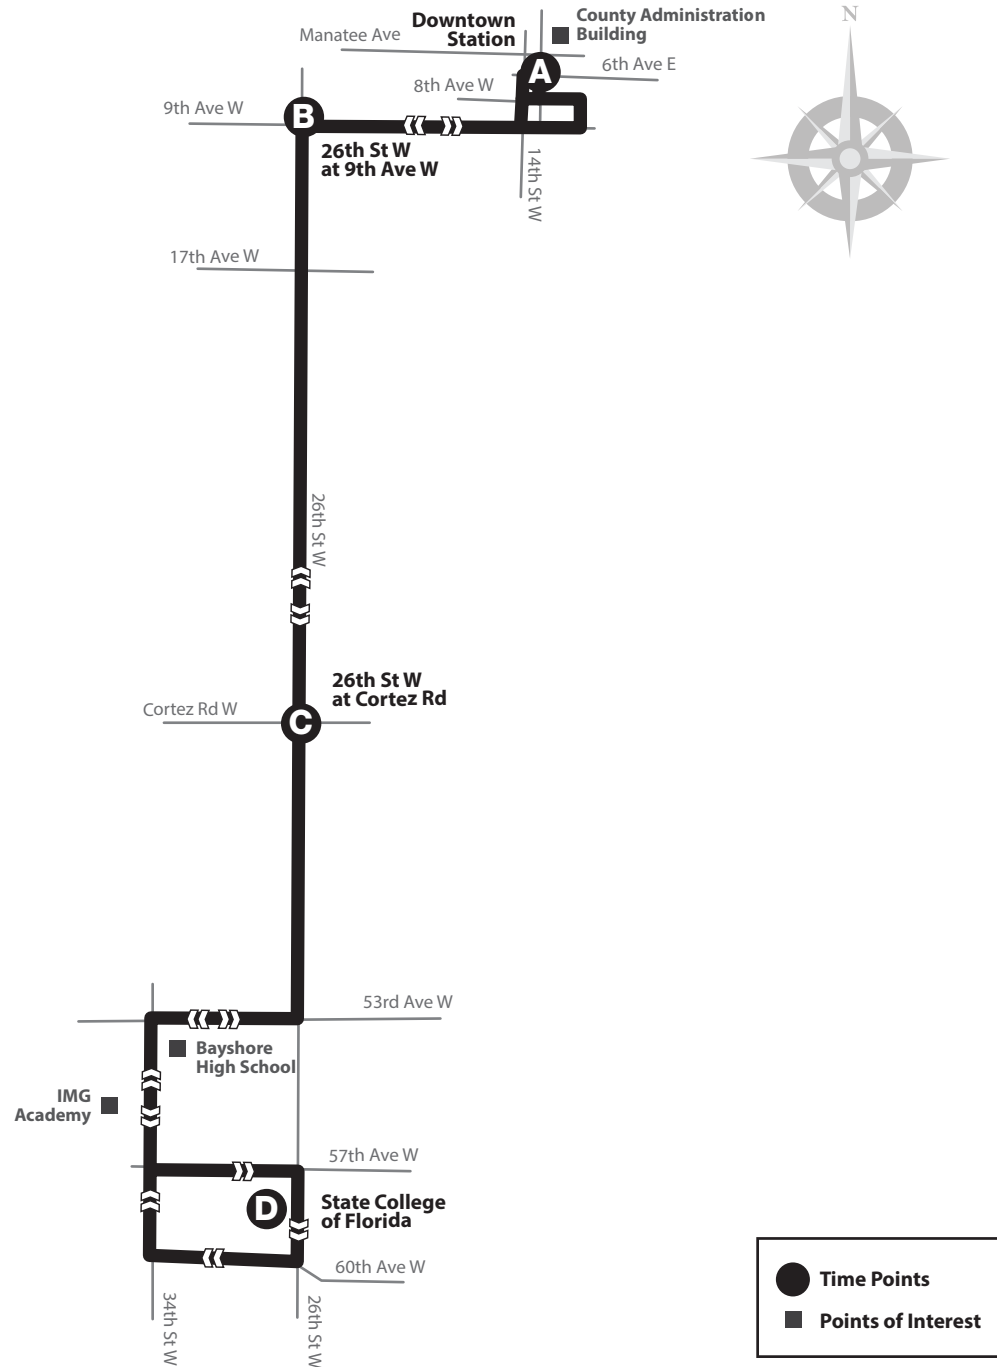 Downtown
Station
County Administration
Building
N
Manatee Ave
A
6th Ave E
8th Ave W
9th Ave W
B
26th St W
at 9th Ave W
14th St W
17th Ave W
26th St W
26th St W
at Cortez Rd
Cortez Rd W
C
53rd Ave W
Bayshore
High School
IMG
Academy
57th Ave W
D
State College
of Florida
60th Ave W
34th St W
26th St W
Time Points
Points of Interest